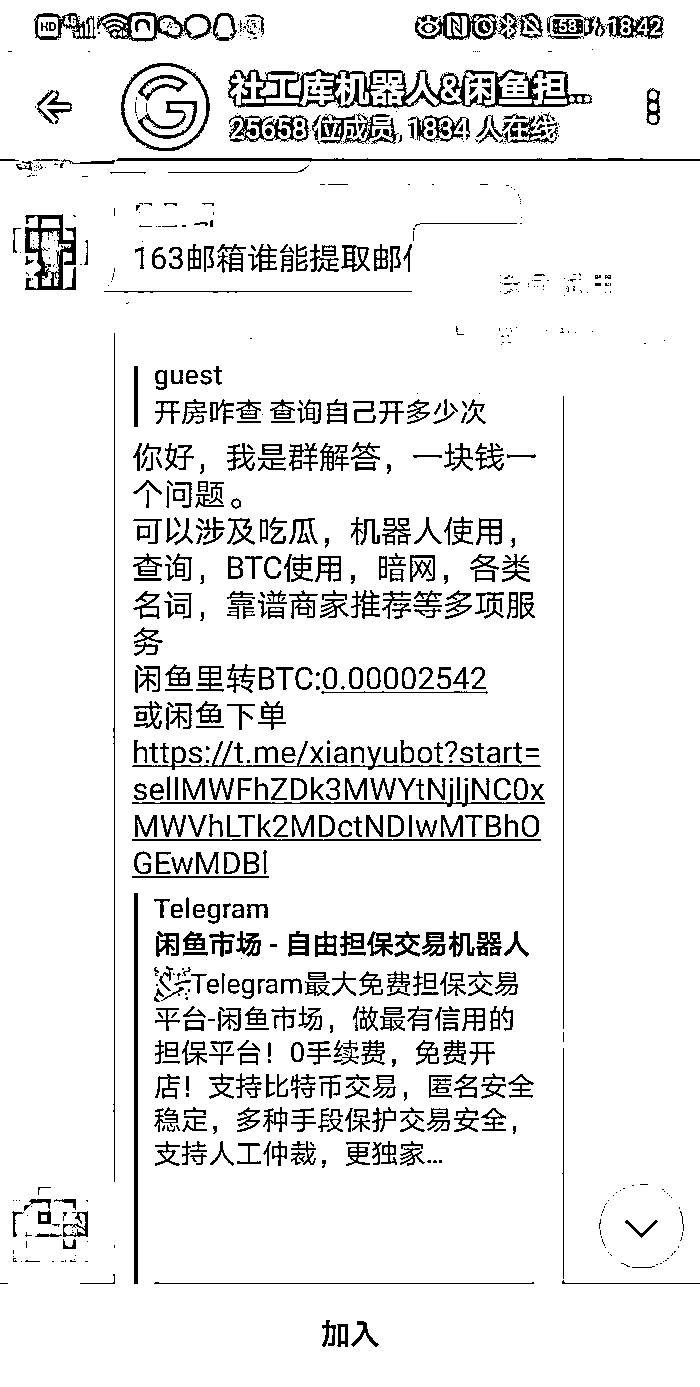 HD 58 18:42
社工库机器人&闲鱼担...
25658 位成员, 1834 人在线
163邮箱谁能提取邮
guest
开房咋查 查询自己开多少次
你好，我是群解答，一块钱一
个问题。
可以涉及吃瓜，机器人使用，
查询，BTC使用，暗网，各类
名词，靠谱商家推荐等多项服
务
闲鱼里转BTC:0.00002542
或闲鱼下单
https://t.me/xianyubot?start=
sellMWFhZDk3MWYtNjljNC0x
MWVhLTk2MDctNDIwMTBhO
GEwMDBl
Telegram
闲鱼市场 - 自由担保交易机器人
Telegram最大免费担保交易
平台-闲鱼市场，做最有信用的
担保平台！0手续费，免费开
店！支持比特币交易，匿名安全
稳定，多种手段保护交易安全，
支持人工仲裁，更独家...
加入